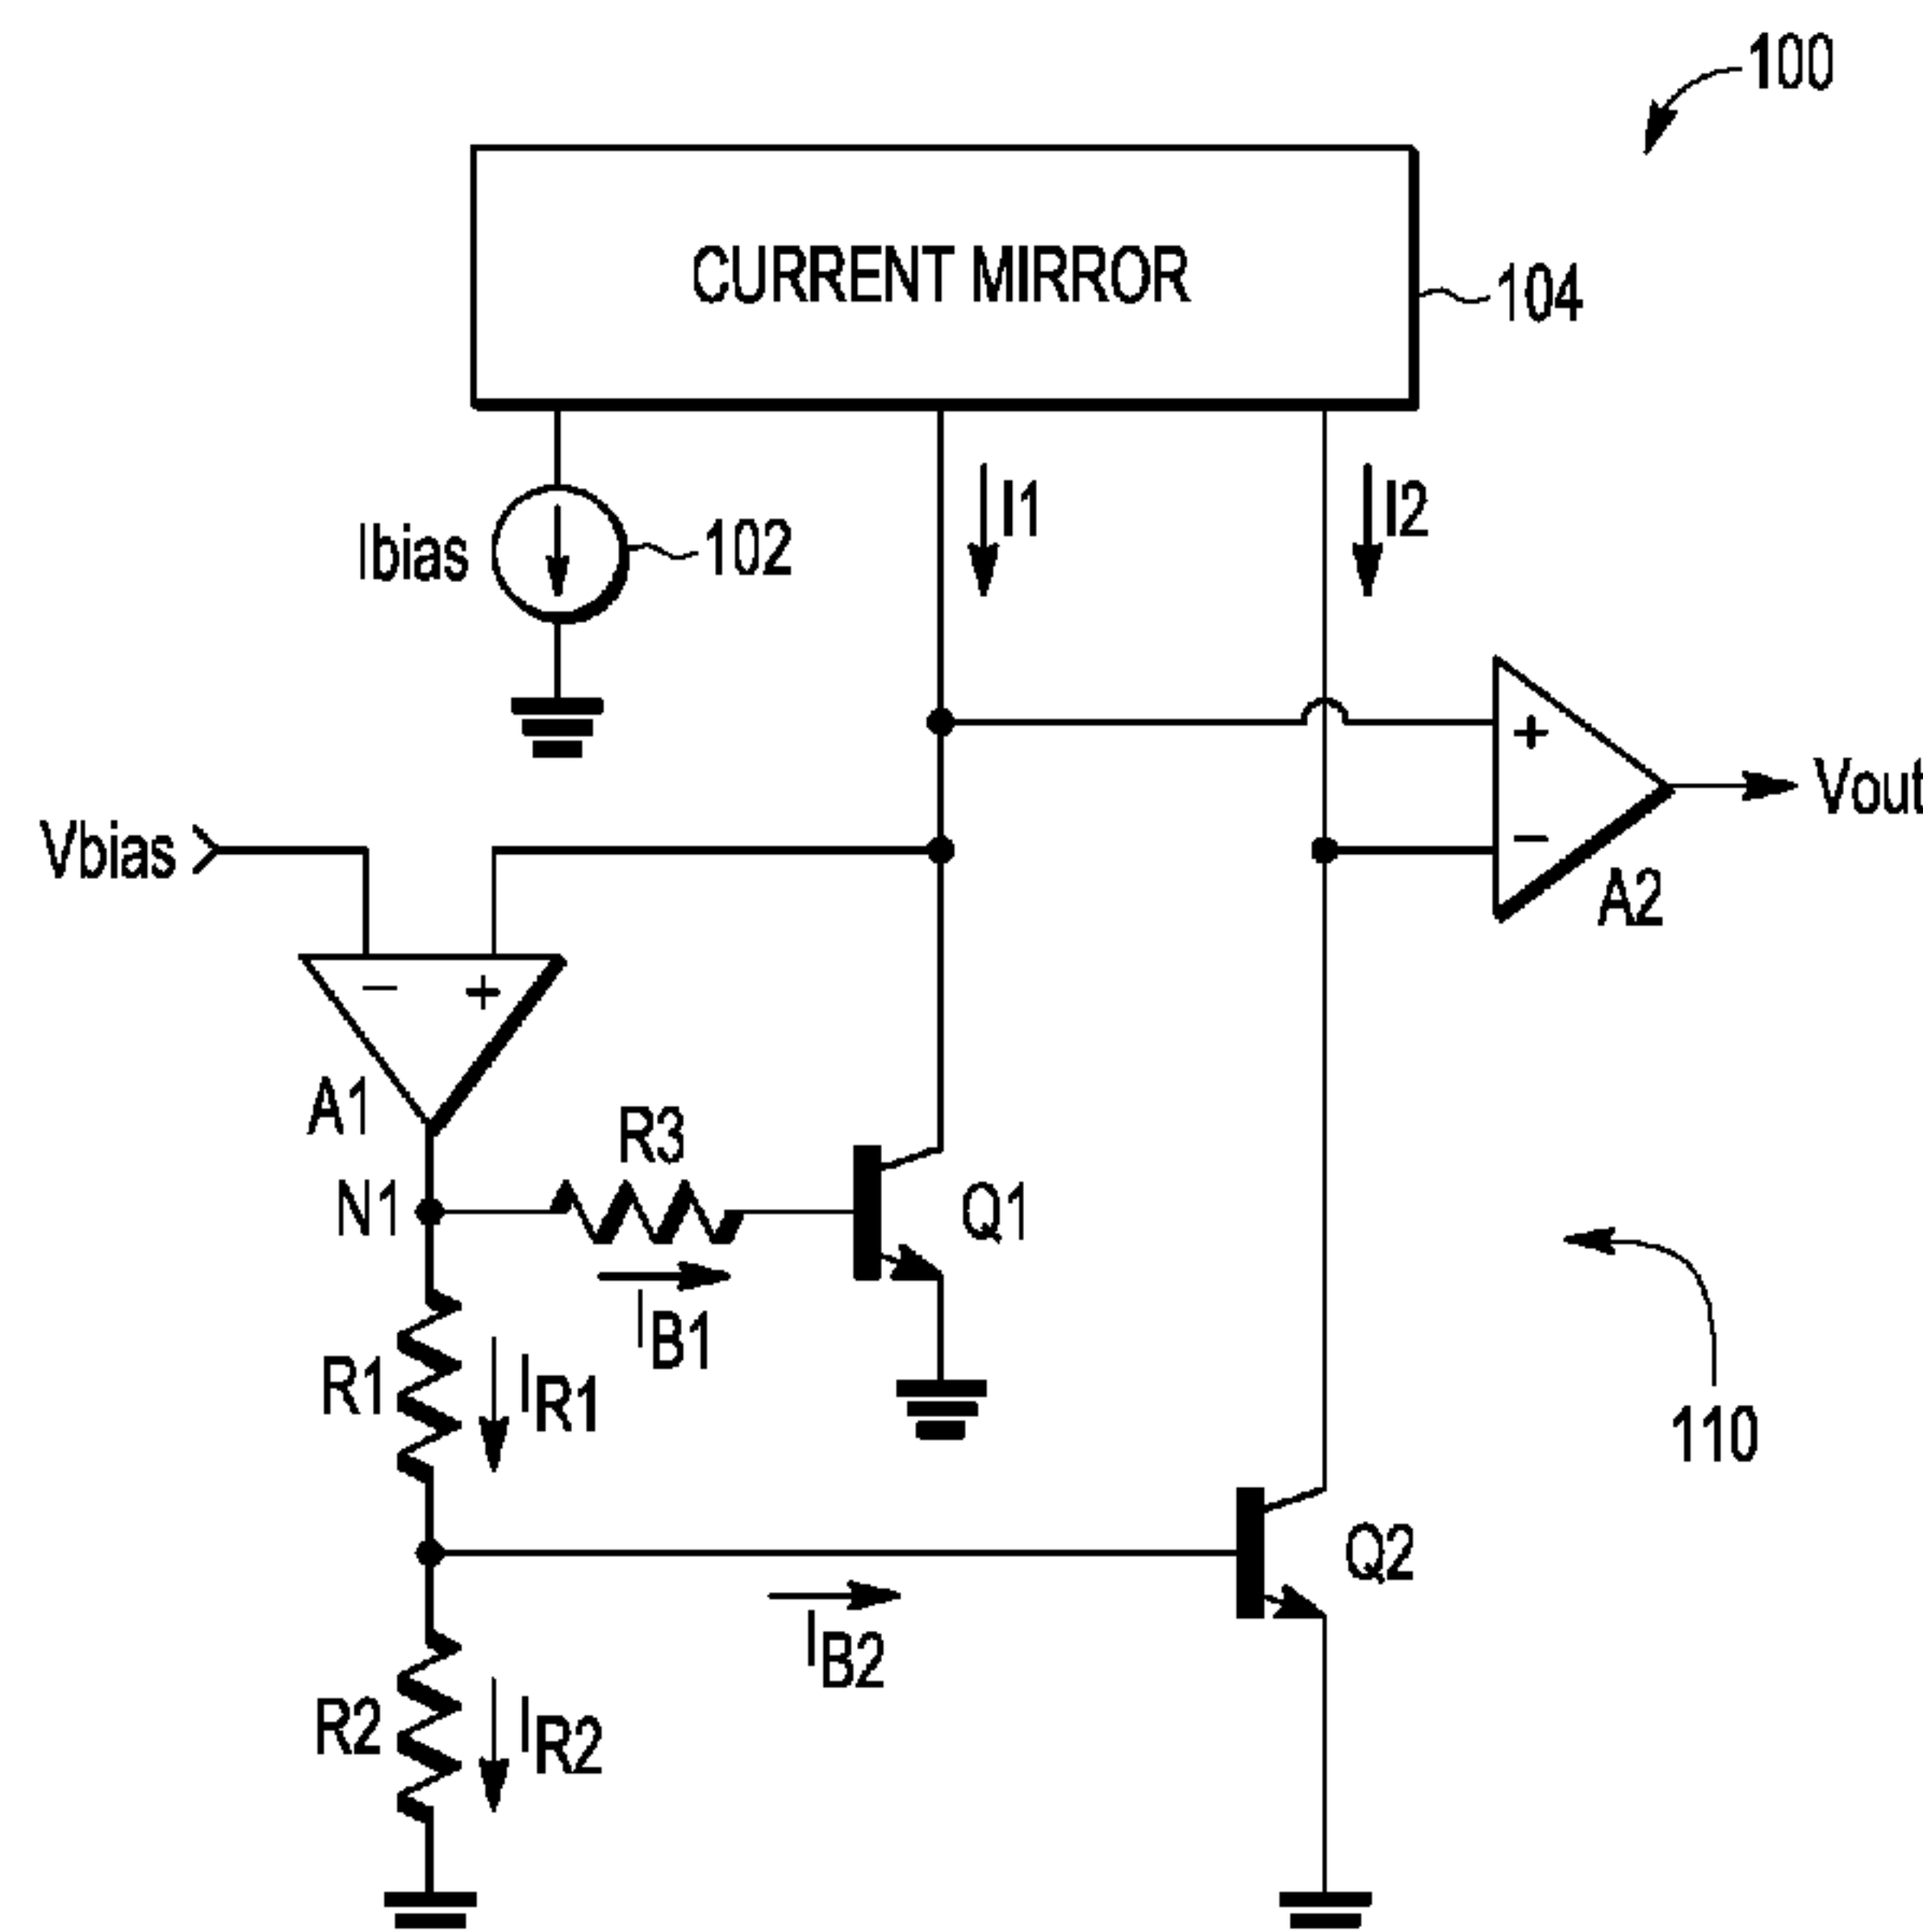 100
CURRENT MIRROR
104
I1
I2
Ibias
102
+
Vout
Vbias
−
A2
− +
A1
R3
N1
Q1
IB1
R1
IR1
110
Q2
IB2
R2
IR2